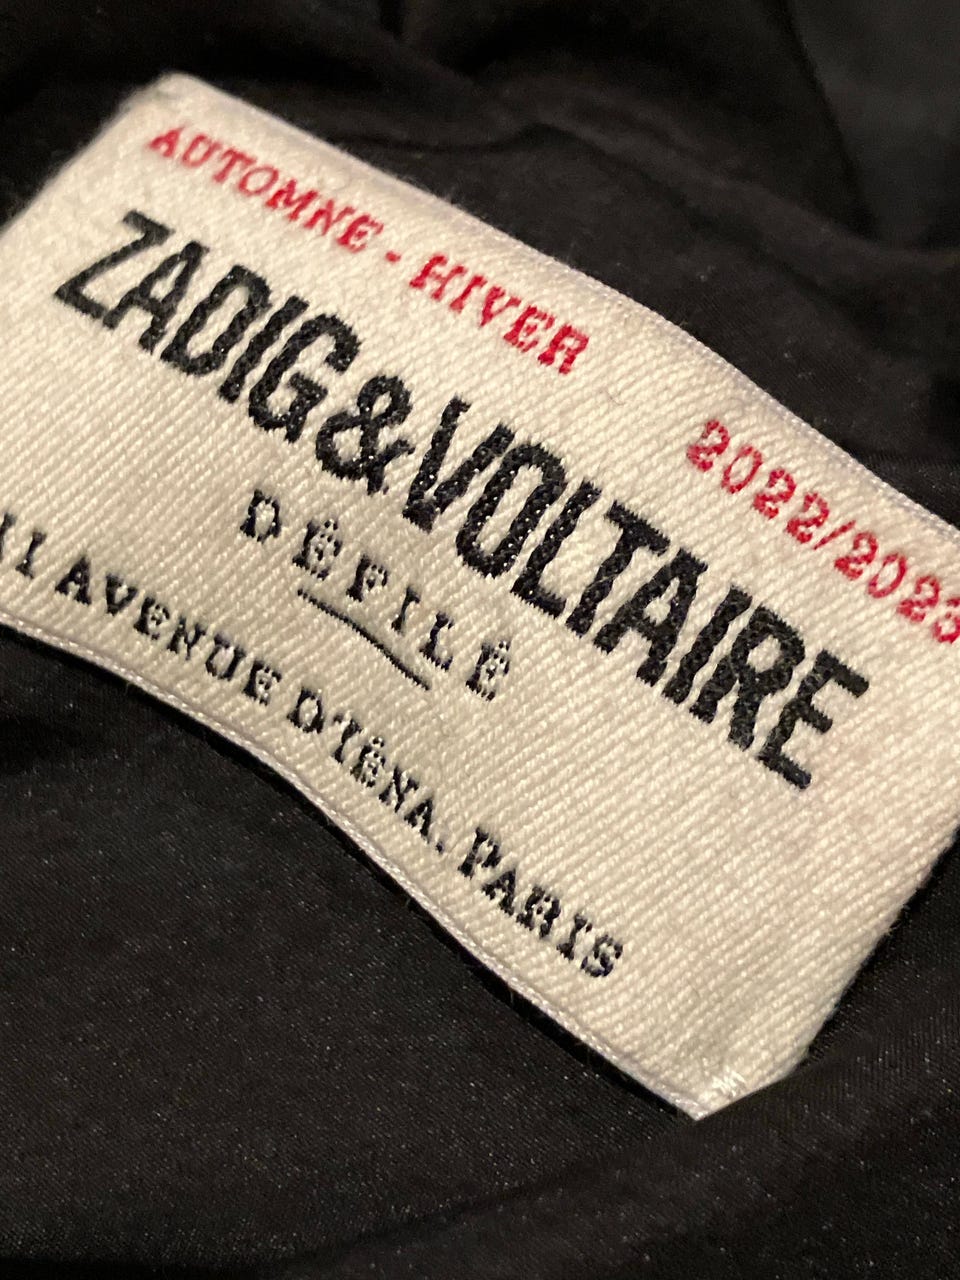 AUTOMNE - HIVER 2022/2023
ZADIG&VOLTAIRE
DÉFILÉ
AVENUE D'IÉNA. PARIS